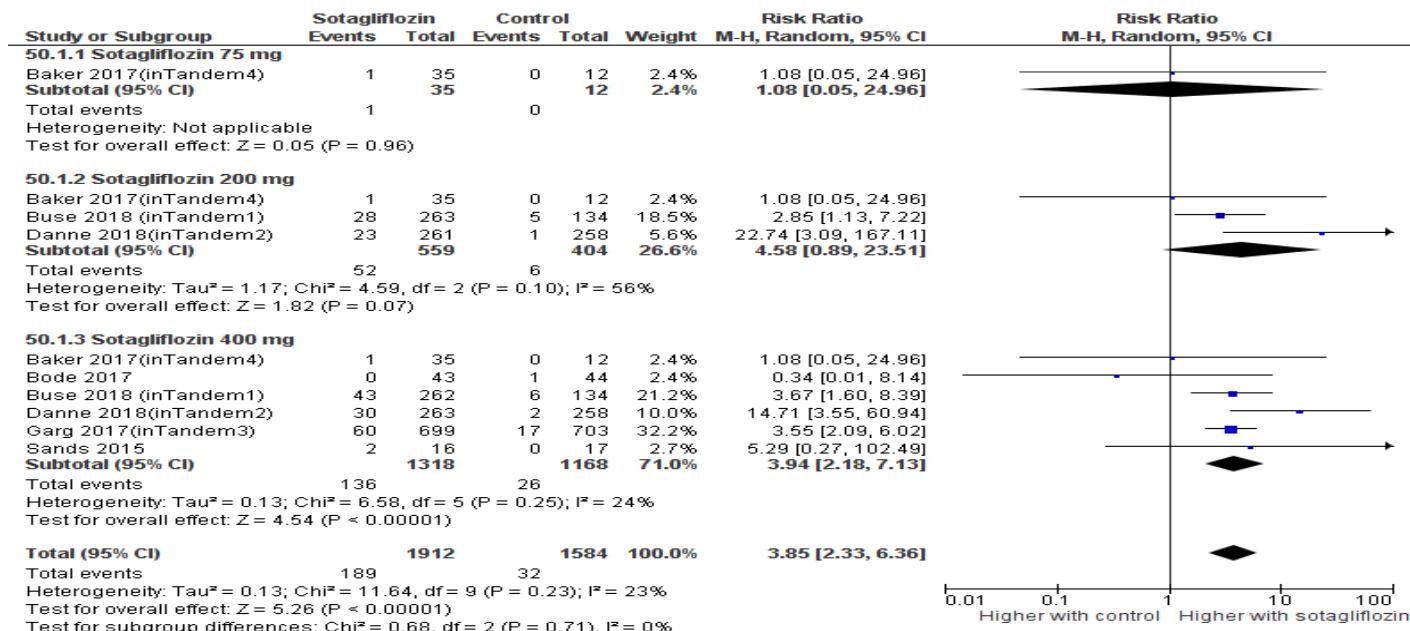 Sotagliflozin Control Risk Ratio Risk Ratio
Study or Subgroup Events Total Events Total Weight M-H, Random, 95% CI M-H, Random, 95% CI
50.1.1 Sotagliflozin 75 mg
Baker 2017(inTandem4) 1 35 0 12 2.4% 1.08 [0.05, 24.96]
Subtotal (95% CI) 35 12 2.4% 1.08 [0.05, 24.96]
Total events 1 0
Heterogeneity: Not applicable
Test for overall effect: Z = 0.05 (P = 0.96)
50.1.2 Sotagliflozin 200 mg
Baker 2017(inTandem4) 1 35 0 12 2.4% 1.08 [0.05, 24.96]
Buse 2018 (inTandem1) 28 263 5 134 18.5% 2.85 [1.13, 7.22]
Danne 2018(inTandem2) 23 261 1 258 5.6% 22.74 [3.09, 167.11]
Subtotal (95% CI) 559 404 26.6% 4.58 [0.89, 23.51]
Total events 52 6
Heterogeneity: Tau² = 1.17; Chi² = 4.59, df = 2 (P = 0.10); I² = 56%
Test for overall effect: Z = 1.82 (P = 0.07)
50.1.3 Sotagliflozin 400 mg
Baker 2017(inTandem4) 1 35 0 12 2.4% 1.08 [0.05, 24.96]
Bode 2017 0 43 1 44 2.4% 0.34 [0.01, 8.14]
Buse 2018 (inTandem1) 43 262 6 134 21.2% 3.67 [1.60, 8.39]
Danne 2018(inTandem2) 30 263 2 258 10.0% 14.71 [3.55, 60.94]
Garg 2017(inTandem3) 60 699 17 703 32.2% 3.55 [2.09, 6.02]
Sands 2015 2 16 0 17 2.7% 5.29 [0.27, 102.49]
Subtotal (95% CI) 1318 1168 71.0% 3.94 [2.18, 7.13]
Total events 136 26
Heterogeneity: Tau² = 0.13; Chi² = 6.58, df = 5 (P = 0.25); I² = 24%
Test for overall effect: Z = 4.54 (P < 0.00001)
Total (95% CI) 1912 1584 100.0% 3.85 [2.33, 6.36]
Total events 189 32
Heterogeneity: Tau² = 0.13; Chi² = 11.64, df = 9 (P = 0.23); I² = 23%
Test for overall effect: Z = 5.26 (P < 0.00001)
Test for subgroup differences: Chi² = 0.68, df = 2 (P = 0.71), I² = 0%
0.01 0.1 1 10 100
Higher with control Higher with sotagliflozin